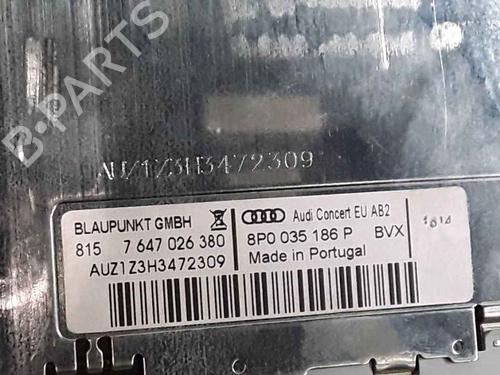 B-PARTS
AUZ1Z3H3472309
BLAUPUNKT GMBH
815 7 647 026 380
AUZ1Z3H3472309
Audi Concert EU AB2
8P0 035 186 P BVX
Made in Portugal